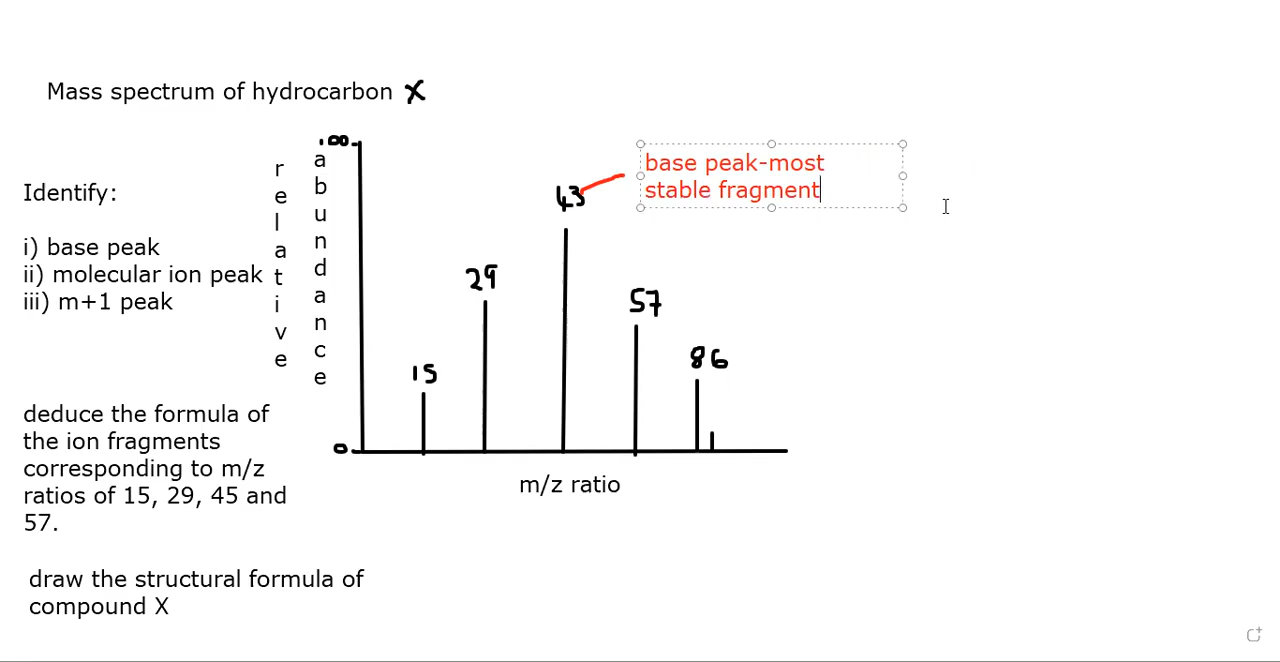 Mass spectrum of hydrocarbon X
Identify:
i) base peak
ii) molecular ion peak
iii) m+1 peak
deduce the formula of
the ion fragments
corresponding to m/z
ratios of 15, 29, 45 and
57.
draw the structural formula of
compound X
relative
abundance
100
0
15
29
43
57
86
m/z ratio
base peak-most
stable fragment